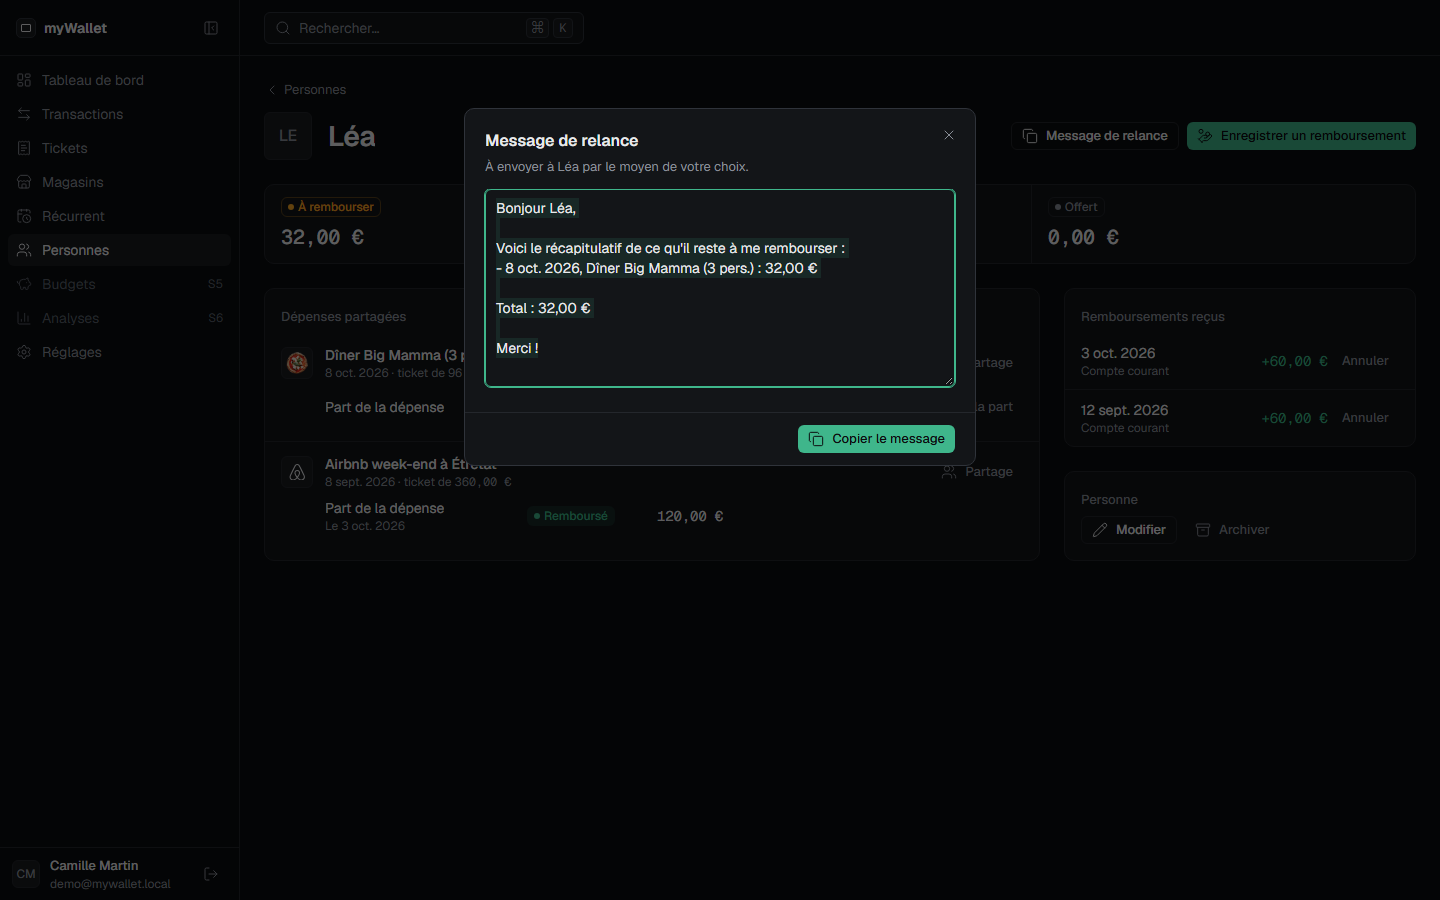 myWallet
Rechercher...
⌘ K
Tableau de bord
Transactions
Tickets
Magasins
Récurrent
Personnes
Budgets S5
Analyses S6
Réglages
Camille Martin
CM
demo@mywallet.local
Personnes
LE
Léa
Message de relance
Enregistrer un remboursement
À rembourser
32,00 €
Offert
0,00 €
Dépenses partagées
Dîner Big Mamma (3 p
8 oct. 2026 · ticket de 96
artage
Part de la dépense
la part
Airbnb week-end à Étretat
8 sept. 2026 · ticket de 360,00 €
Partage
Part de la dépense
Le 3 oct. 2026
Remboursé
120,00 €
Remboursements reçus
3 oct. 2026
Compte courant
+60,00 €
Annuler
12 sept. 2026
Compte courant
+60,00 €
Annuler
Personne
Modifier
Archiver
Message de relance
À envoyer à Léa par le moyen de votre choix.
Bonjour Léa,
Voici le récapitulatif de ce qu'il reste à me rembourser :
- 8 oct. 2026, Dîner Big Mamma (3 pers.) : 32,00 €
Total : 32,00 €
Merci !
Copier le message